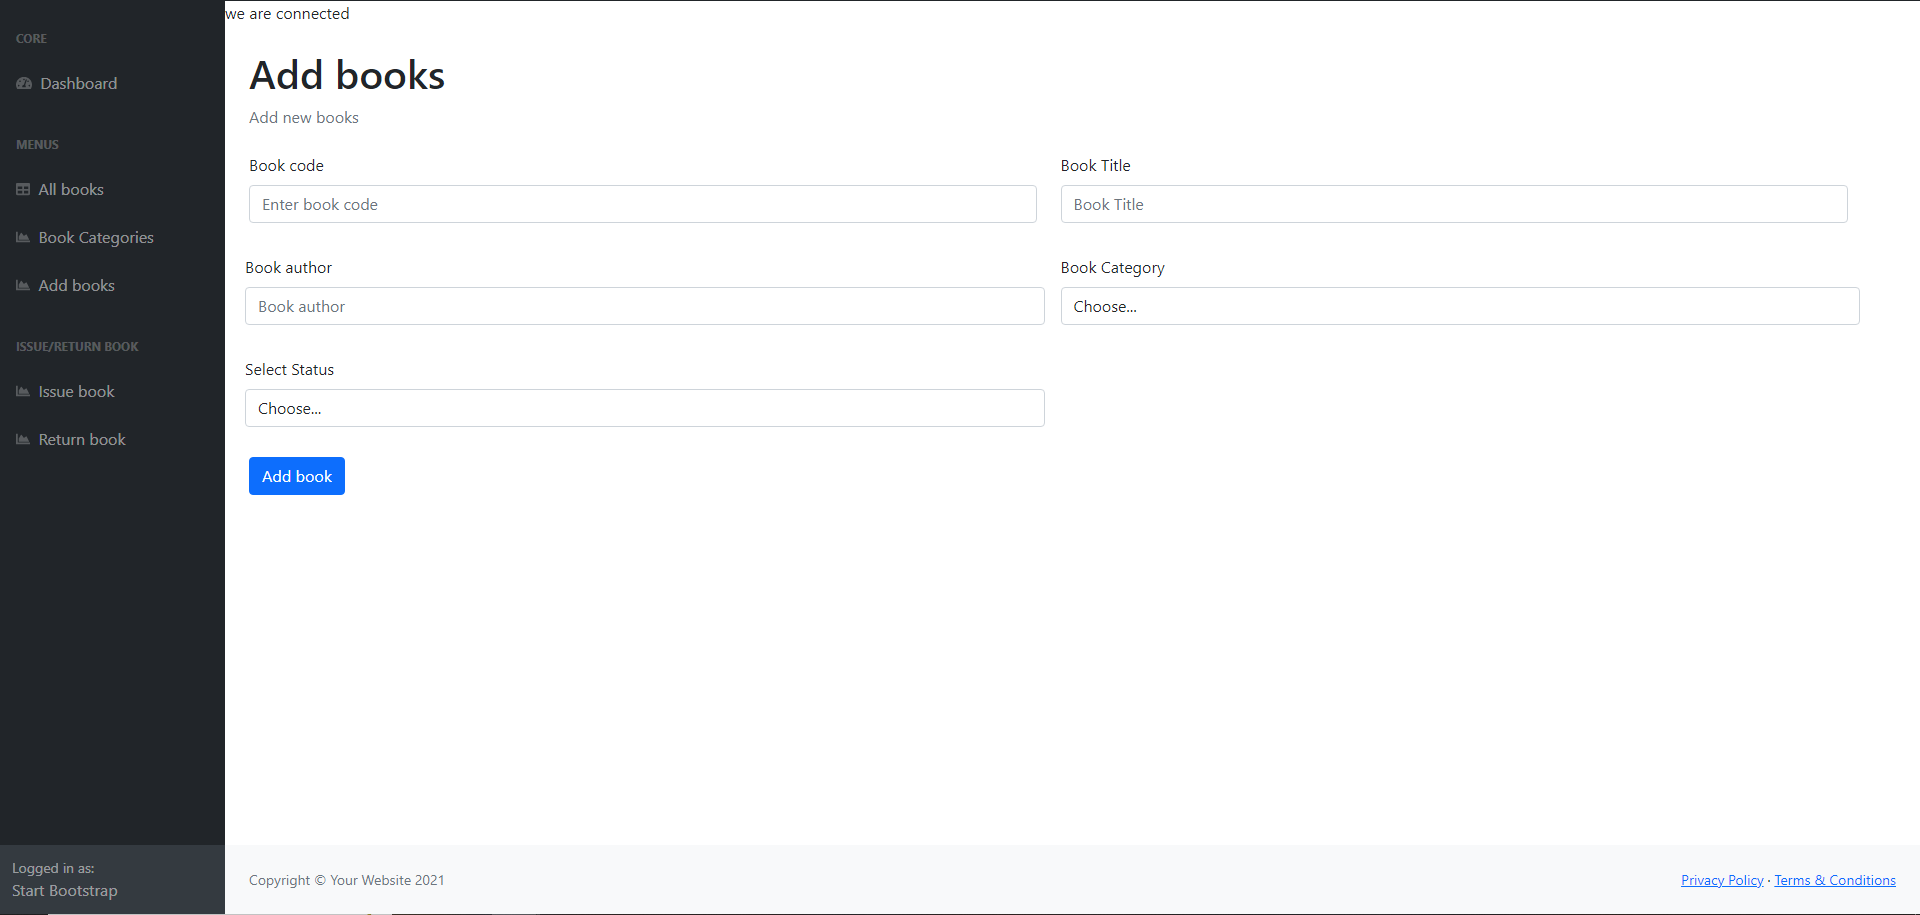 CORE
Dashboard
MENUS
All books
Book Categories
Add books
ISSUE/RETURN BOOK
Issue book
Return book
Logged in as:
Start Bootstrap
we are connected
Add books
Add new books
Book code
Enter book code
Book Title
Book Title
Book author
Book author
Book Category
Choose...
Select Status
Choose...
Add book
Copyright © Your Website 2021
Privacy Policy · Terms & Conditions